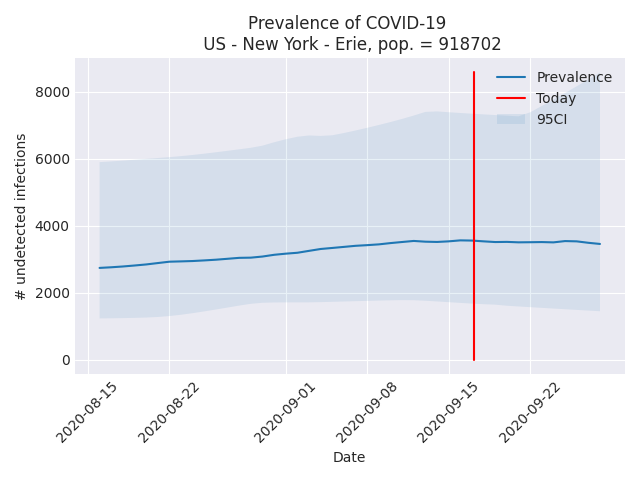 Prevalence of COVID-19
US - New York - Erie, pop. = 918702
Prevalence
Today
95CI
# undetected infections
8000
6000
4000
2000
0
2020-08-15
2020-08-22
2020-09-01
2020-09-08
2020-09-15
2020-09-22
Date